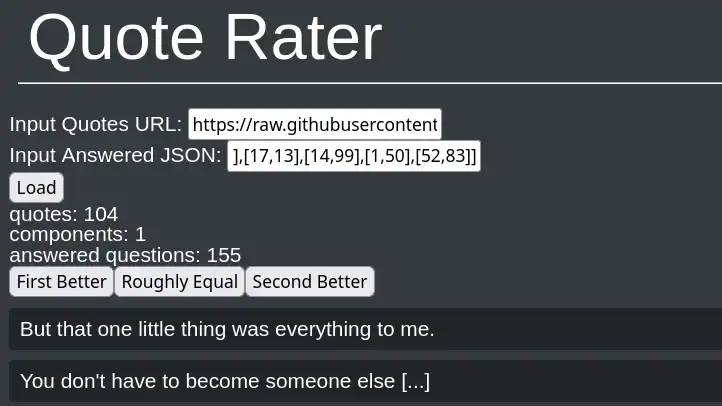 Quote Rater
Input Quotes URL: https://raw.githubusercontent
Input Answered JSON: ],[17,13],[14,99],[1,50],[52,83]]
Load
quotes: 104
components: 1
answered questions: 155
First Better Roughly Equal Second Better
But that one little thing was everything to me.
You don't have to become someone else [...]